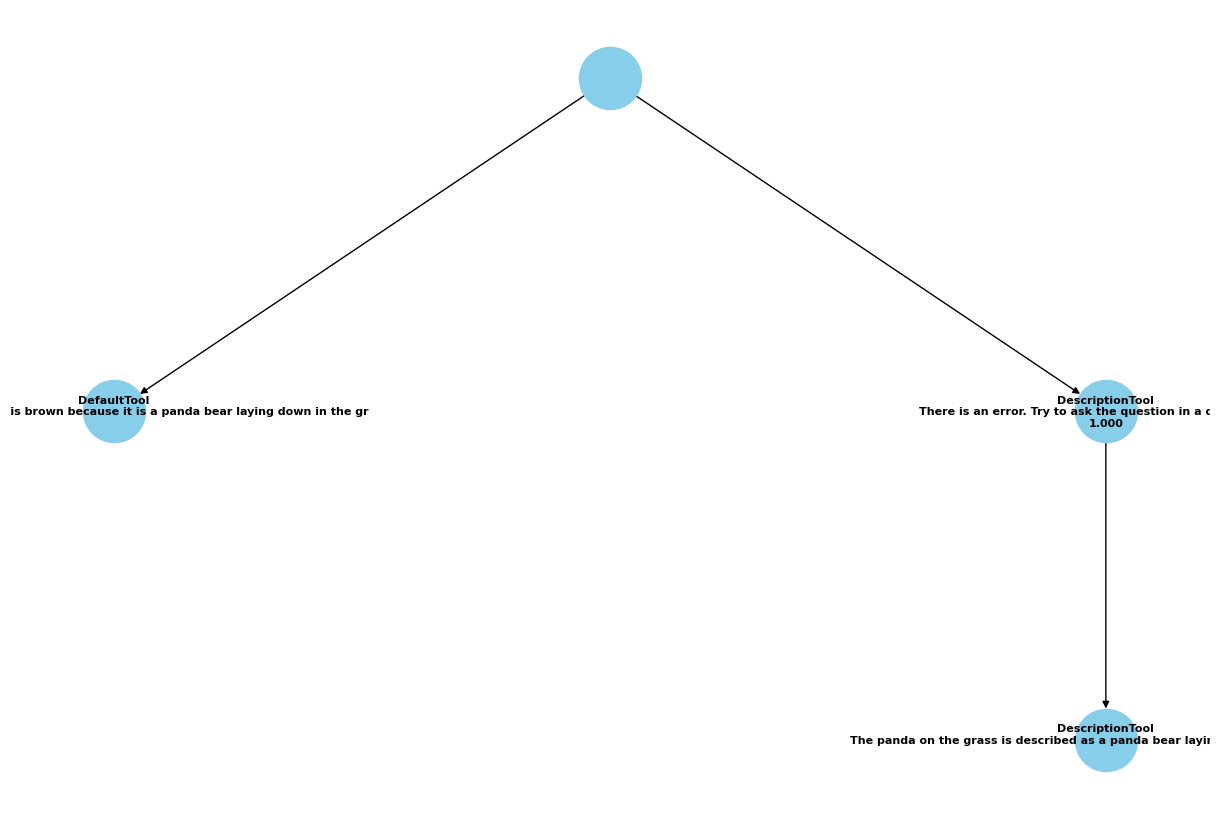 DefaultTool
is brown because it is a panda bear laying down in the gr
DescriptionTool
There is an error. Try to ask the question in a
1.000
DescriptionTool
The panda on the grass is described as a panda bear